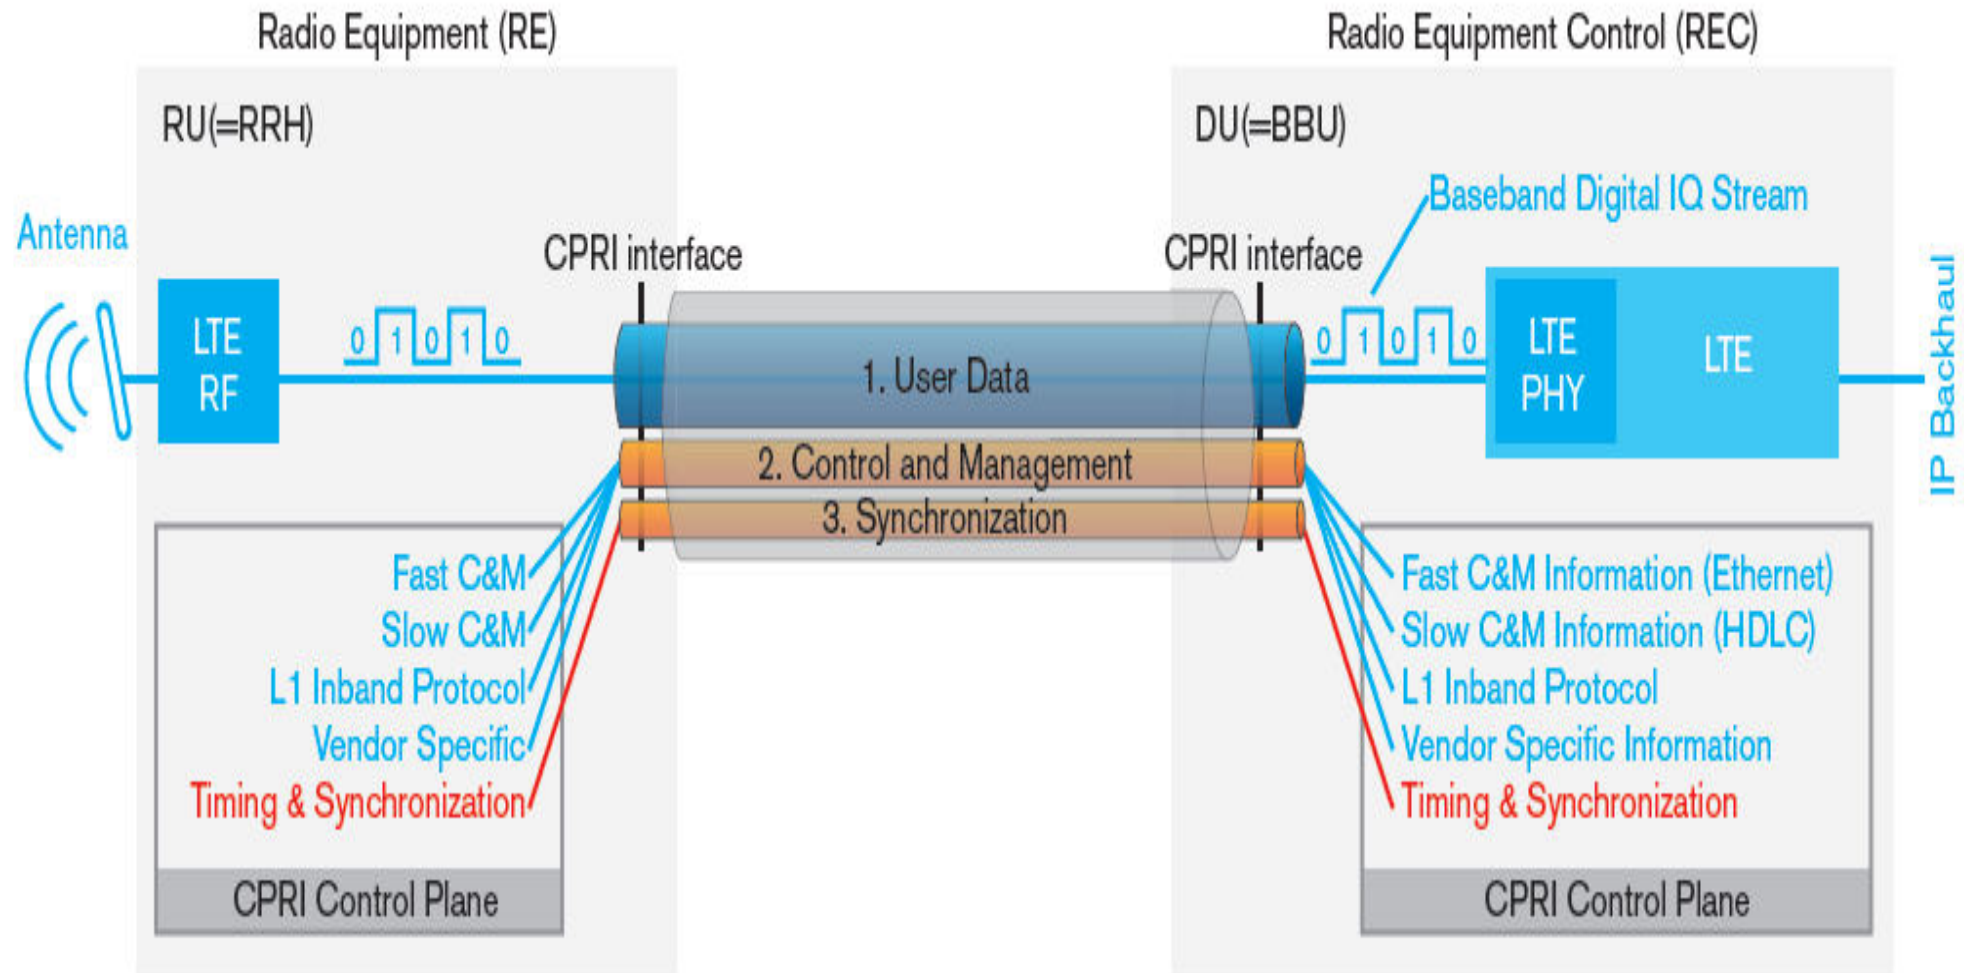 Radio Equipment (RE)
Radio Equipment Control (REC)
RU(=RRH)
DU(=BBU)
Baseband Digital IQ Stream
Antenna
CPRI interface
CPRI interface
LTE
RF
0 1 0 1 0
1. User Data
0 1 0 1 0
LTE
PHY
LTE
IP Backhaul
2. Control and Management
3. Synchronization
Fast C&M
Slow C&M
L1 Inband Protocol
Vendor Specific
Timing & Synchronization
CPRI Control Plane
Fast C&M Information (Ethernet)
Slow C&M Information (HDLC)
L1 Inband Protocol
Vendor Specific Information
Timing & Synchronization
CPRI Control Plane